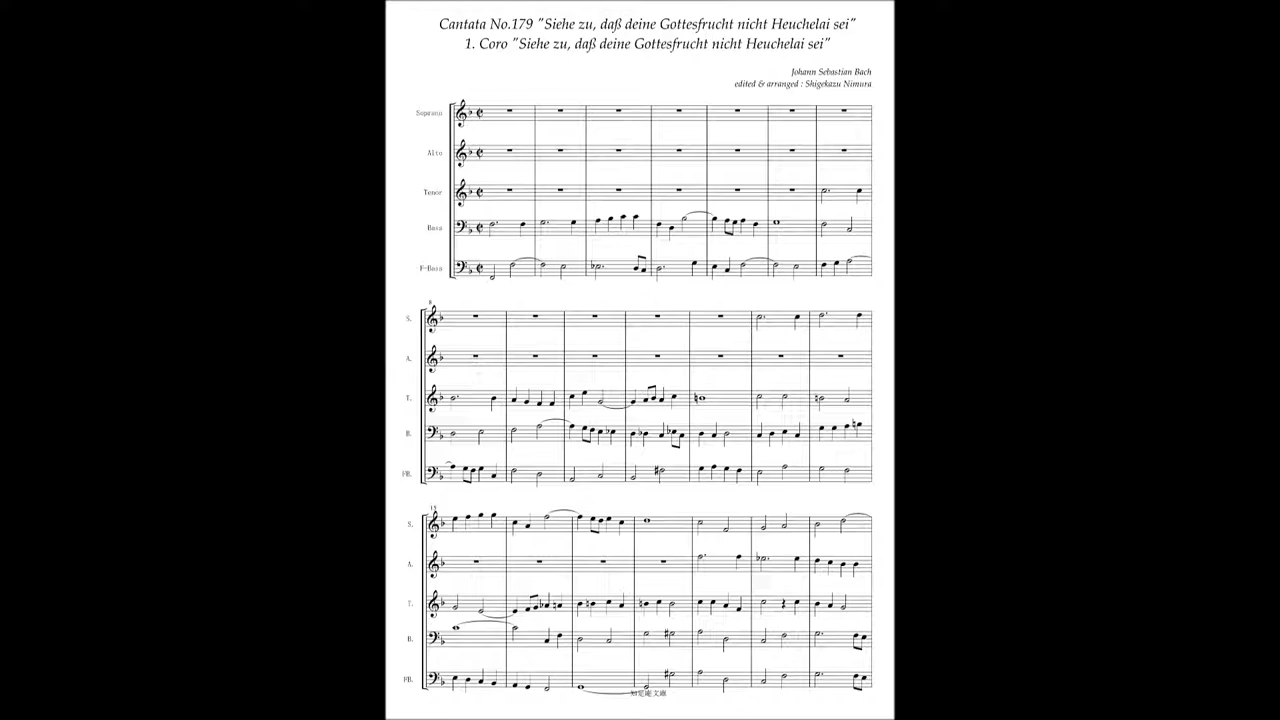 Cantata No.179 "Siehe zu, daß deine Gottesfrucht nicht Heuchelai sei"
1. Coro "Siehe zu, daß deine Gottesfrucht nicht Heuchelai sei"
Johann Sebastian Bach
edited & arranged : Shigekazu Nimura
Soprano
Alto
Tenor
Bass
F-Bass
8
S.
A.
T.
B.
FB.
15
S.
A.
T.
B.
FB.